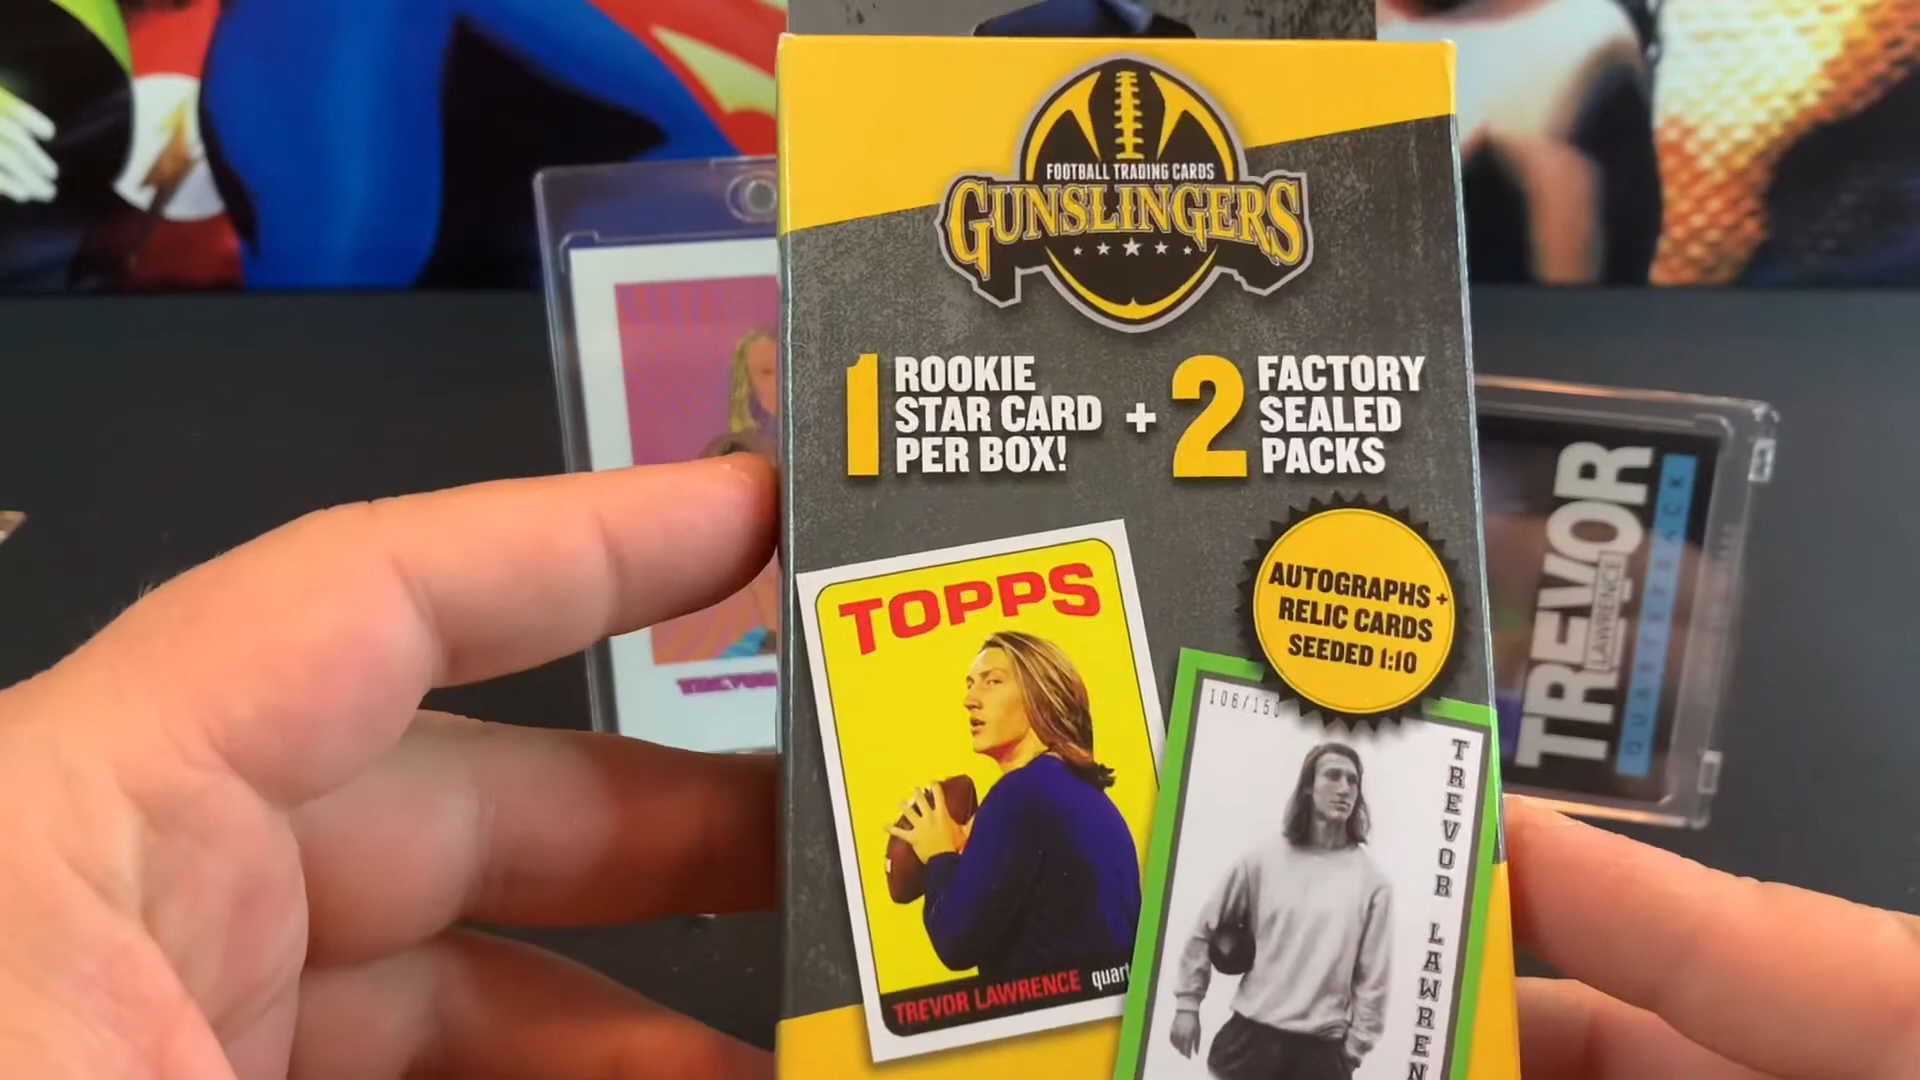 FOOTBALL TRADING CARDS
GUNSLINGERS
1 ROOKIE
STAR CARD
PER BOX!
+
2 FACTORY
SEALED
PACKS
AUTOGRAPHS +
RELIC CARDS
SEEDED 1:10
TOPPS
TREVOR LAWRENCE quart
106/150
TREVOR LAWREN
TREVOR
LAWRENCE
QUARTERBACK